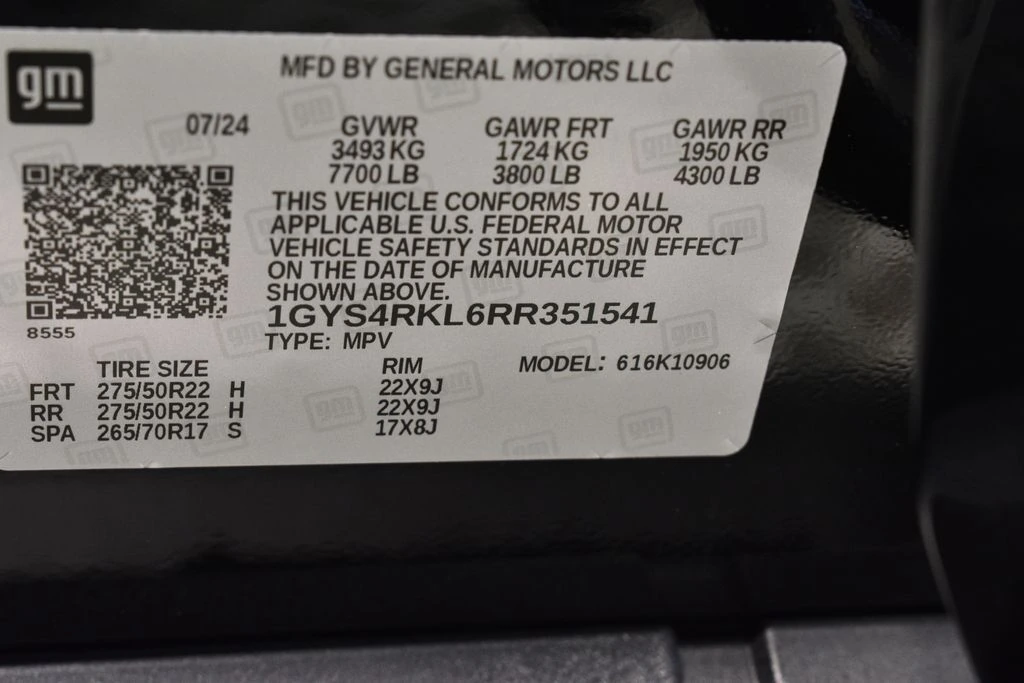 gm
MFD BY GENERAL MOTORS LLC
07/24 GVWR GAWR FRT GAWR RR
3493 KG 1724 KG 1950 KG
7700 LB 3800 LB 4300 LB
THIS VEHICLE CONFORMS TO ALL
APPLICABLE U.S. FEDERAL MOTOR
VEHICLE SAFETY STANDARDS IN EFFECT
ON THE DATE OF MANUFACTURE
SHOWN ABOVE.
1GYS4RKL6RR351541
8555
TYPE: MPV
TIRE SIZE RIM MODEL: 616K10906
FRT 275/50R22 H 22X9J
RR 275/50R22 H 22X9J
SPA 265/70R17 S 17X8J